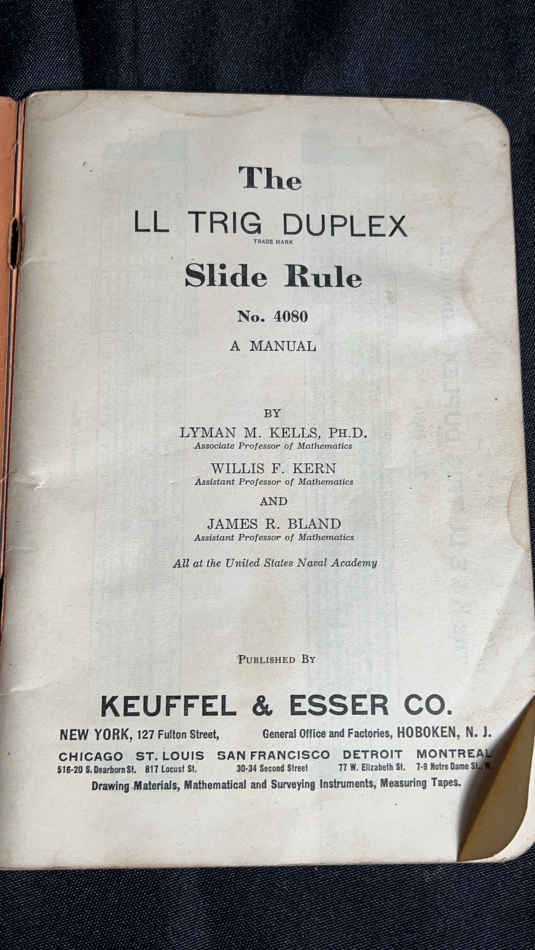 The
LL TRIG DUPLEX
TRADE MARK
Slide Rule
No. 4080
A MANUAL
BY
LYMAN M. KELLS, PH.D.
Associate Professor of Mathematics
WILLIS F. KERN
Assistant Professor of Mathematics
AND
JAMES R. BLAND
Assistant Professor of Mathematics
All at the United States Naval Academy
PUBLISHED BY
KEUFFEL & ESSER CO.
NEW YORK, 127 Fulton Street, General Office and Factories, HOBOKEN, N. J.
CHICAGO ST. LOUIS SAN FRANCISCO DETROIT MONTREAL
516-20 S. Dearborn St. 817 Locust St. 30-34 Second Street 77 W. Elizabeth St. 7-9 Notre Dame St., W.
Drawing Materials, Mathematical and Surveying Instruments, Measuring Tapes.